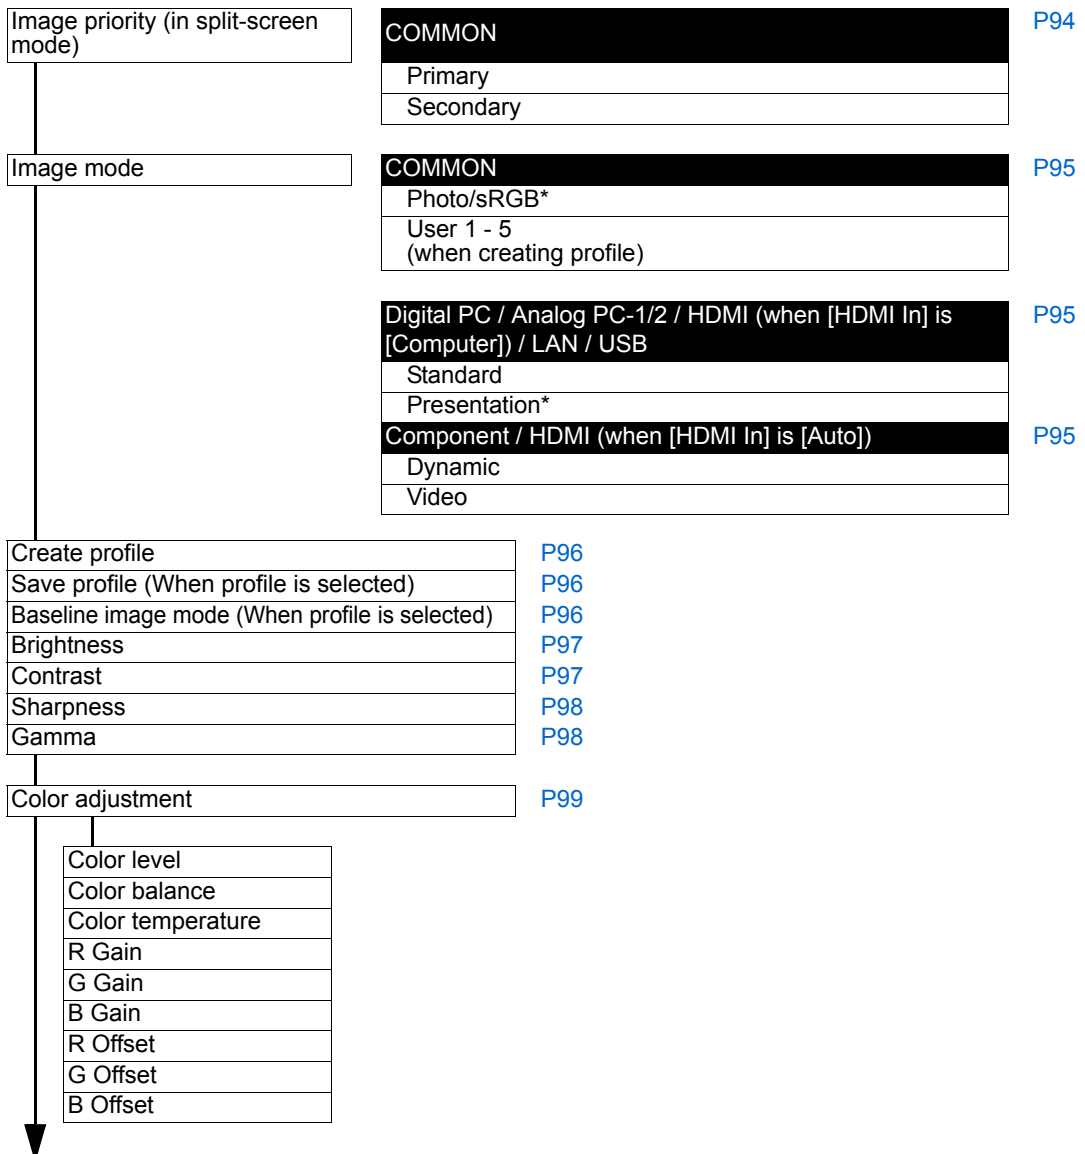 Image priority (in split-screen
mode)
COMMON
P94
Primary
Secondary
Image mode
COMMON
P95
Photo/sRGB*
User 1 - 5
(when creating profile)
Digital PC / Analog PC-1/2 / HDMI (when [HDMI In] is
[Computer]) / LAN / USB
P95
Standard
Presentation*
Component / HDMI (when [HDMI In] is [Auto])
P95
Dynamic
Video
Create profile
P96
Save profile (When profile is selected)
P96
Baseline image mode (When profile is selected)
P96
Brightness
P97
Contrast
P97
Sharpness
P98
Gamma
P98
Color adjustment
P99
Color level
Color balance
Color temperature
R Gain
G Gain
B Gain
R Offset
G Offset
B Offset